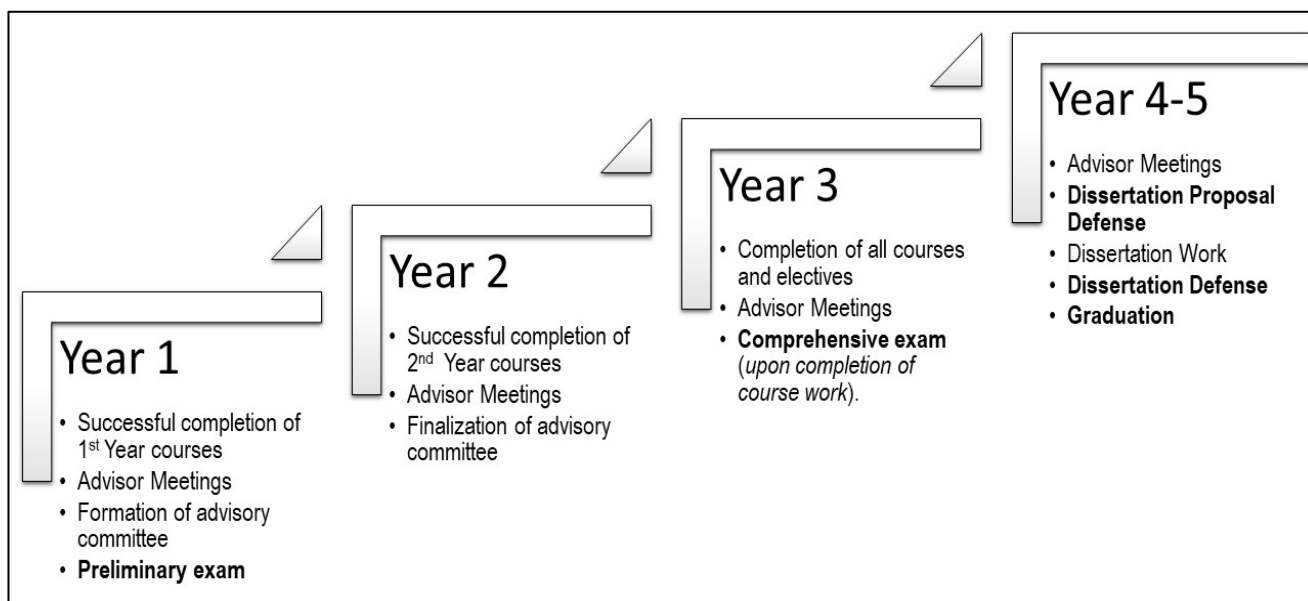 Year 1
• Successful completion of
1st Year courses
• Advisor Meetings
• Formation of advisory
committee
• Preliminary exam
Year 2
• Successful completion of
2nd Year courses
• Advisor Meetings
• Finalization of advisory
committee
Year 3
• Completion of all courses
and electives
• Advisor Meetings
• Comprehensive exam
(upon completion of
course work).
Year 4-5
• Advisor Meetings
• Dissertation Proposal
Defense
• Dissertation Work
• Dissertation Defense
• Graduation